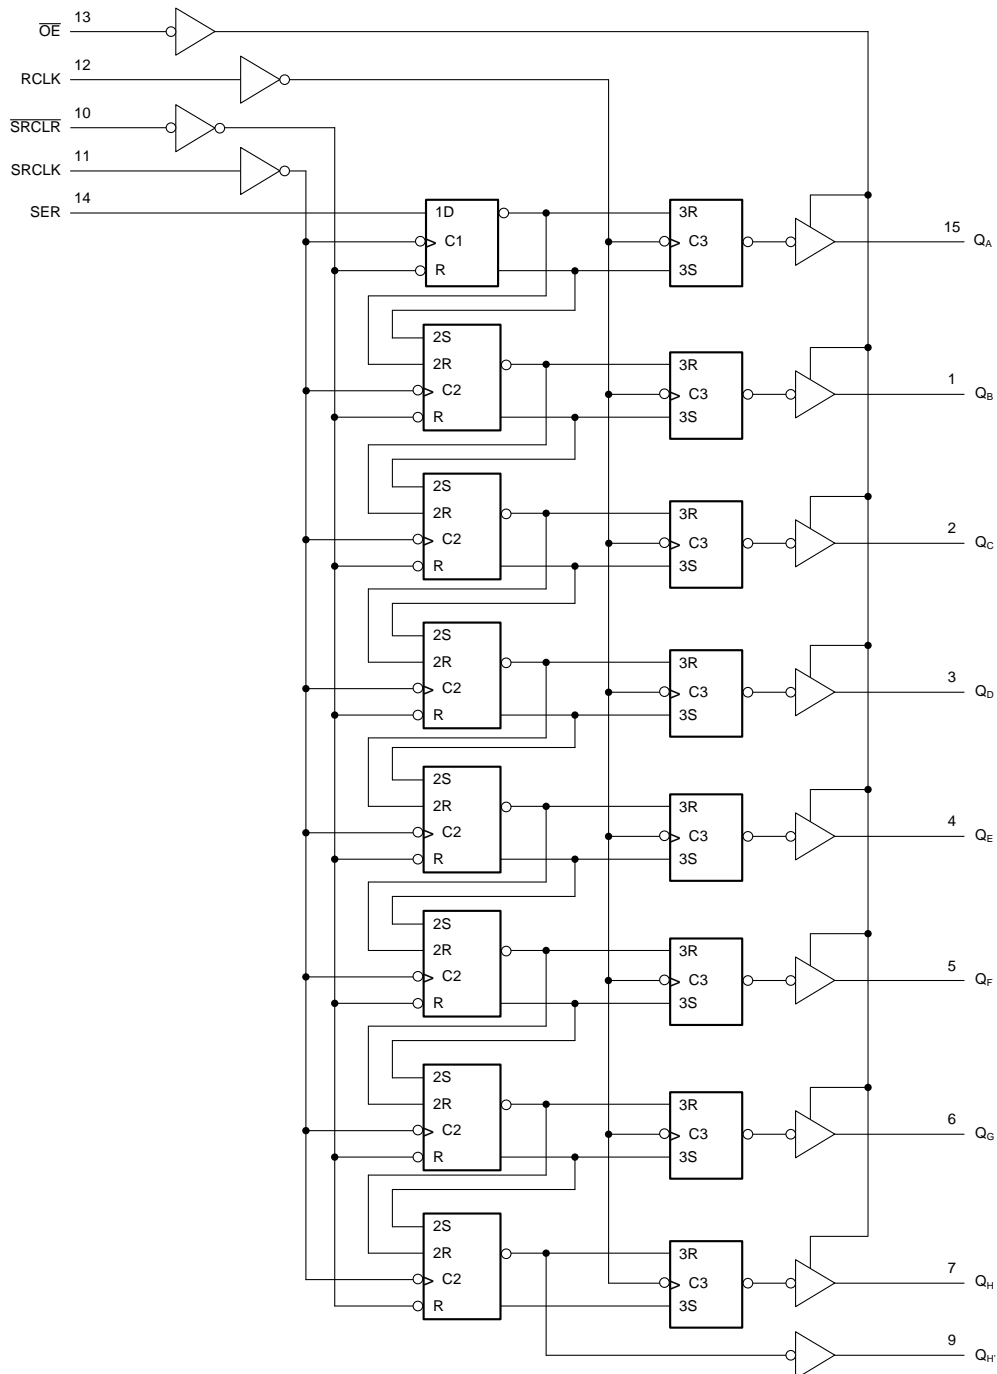 13
OE
12
RCLK
10
SRCLR
11
SRCLK
14
SER
1D
C1
R
3R
C3
3S
15
QA
2S
2R
C2
R
3R
C3
3S
1
QB
2S
2R
C2
R
3R
C3
3S
2
QC
2S
2R
C2
R
3R
C3
3S
3
QD
2S
2R
C2
R
3R
C3
3S
4
QE
2S
2R
C2
R
3R
C3
3S
5
QF
2S
2R
C2
R
3R
C3
3S
6
QG
2S
2R
C2
R
3R
C3
3S
7
QH
9
QH'